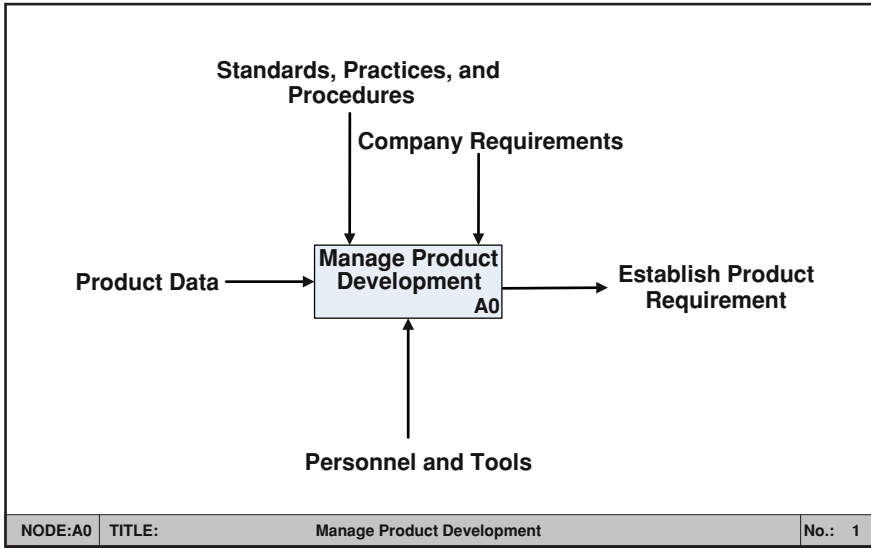 Standards, Practices, and
Procedures
Company Requirements
Manage Product
Development
A0
Product Data
Establish Product
Requirement
Personnel and Tools
NODE:A0 TITLE: Manage Product Development No.: 1